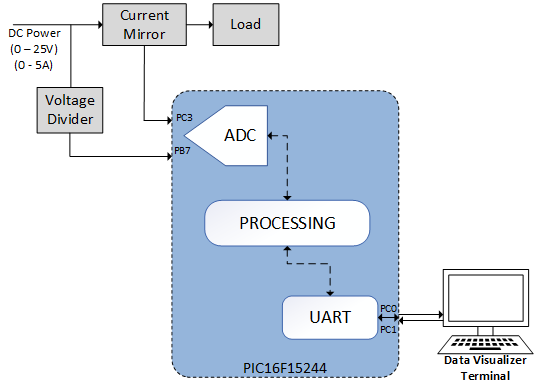 DC Power
(0 – 25V)
(0 - 5A)
Current
Mirror
Load
Voltage
Divider
PC3
ADC
PB7
PROCESSING
UART
PC0
PC1
Data Visualizer
Terminal
PIC16F15244